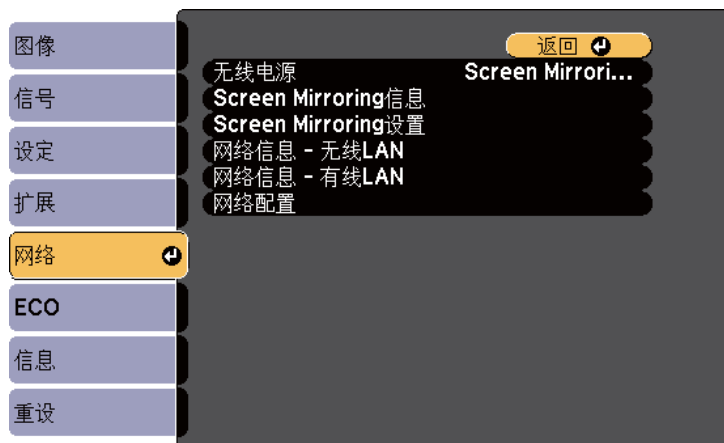 图像
信号
设定
扩展
网络
ECO
信息
重设
返回
无线电源 Screen Mirrori...
Screen Mirroring信息
Screen Mirroring设置
网络信息 - 无线LAN
网络信息 - 有线LAN
网络配置